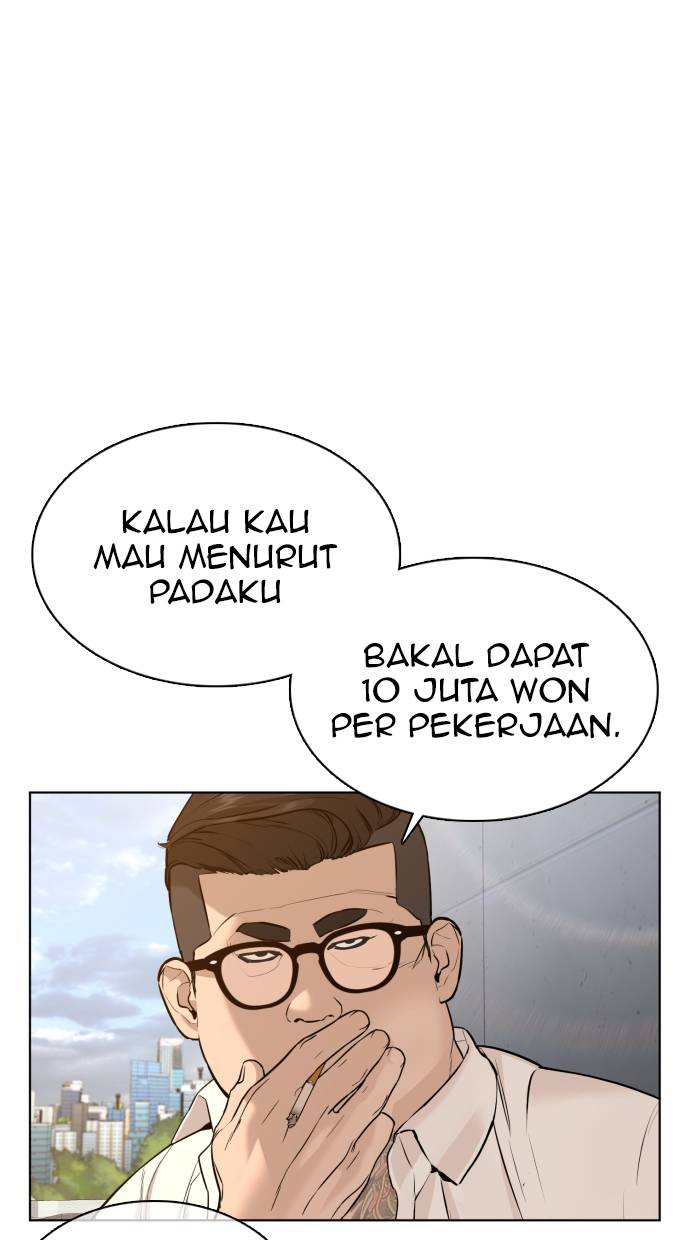 KALAU KAU
MAU MENURUT
PADAKU
BAKAL DAPAT
10 JUTA WON
PER PEKERJAAN.